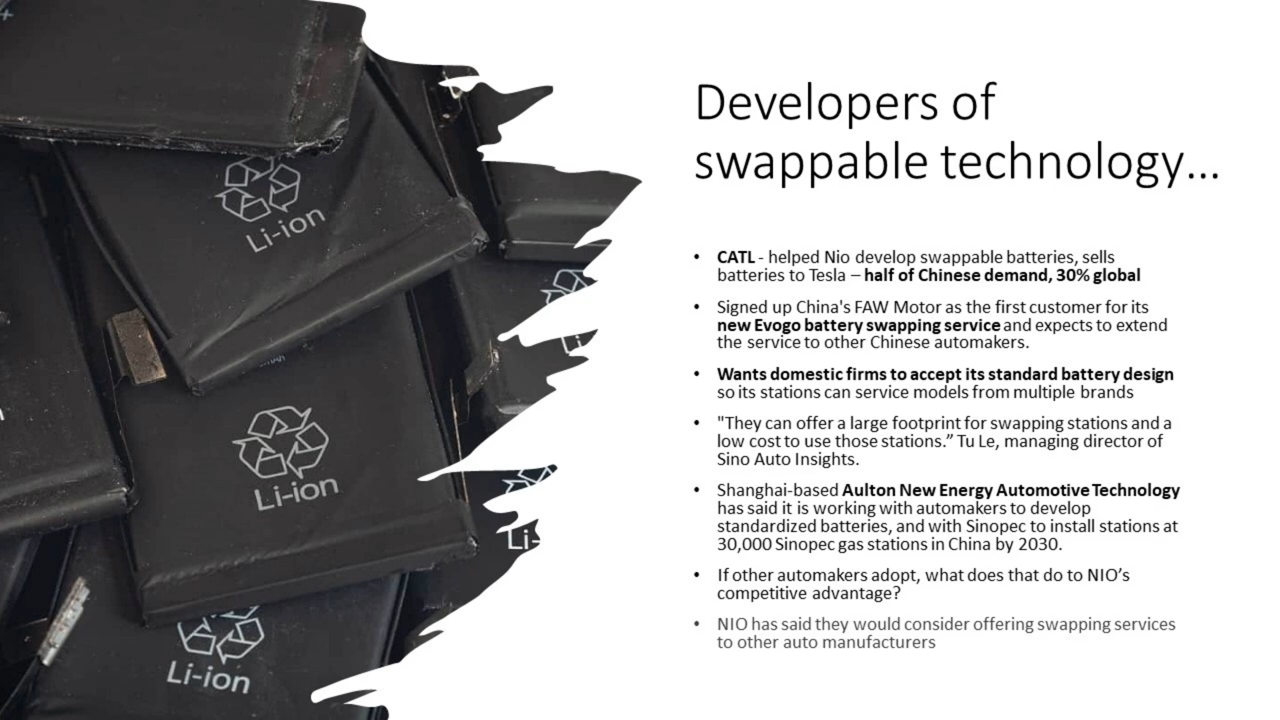 Developers of
swappable technology...
• CATL - helped Nio develop swappable batteries, sells
batteries to Tesla – half of Chinese demand, 30% global
• Signed up China's FAW Motor as the first customer for its
new Evogo battery swapping service and expects to extend
the service to other Chinese automakers.
• Wants domestic firms to accept its standard battery design
so its stations can service models from multiple brands
• "They can offer a large footprint for swapping stations and a
low cost to use those stations.” Tu Le, managing director of
Sino Auto Insights.
• Shanghai-based Aulton New Energy Automotive Technology
has said it is working with automakers to develop
standardized batteries, and with Sinopec to install stations at
30,000 Sinopec gas stations in China by 2030.
• If other automakers adopt, what does that do to NIO’s
competitive advantage?
• NIO has said they would consider offering swapping services
to other auto manufacturers
Li-ion
Li-ion
Li-
Li-ion